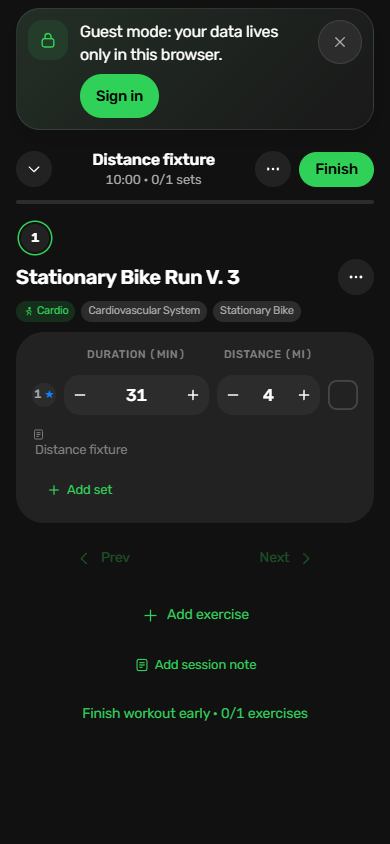 Guest mode: your data lives
only in this browser.
Sign in
Distance fixture
10:00 • 0/1 sets
Finish
1
Stationary Bike Run V. 3
Cardio
Cardiovascular System
Stationary Bike
DURATION (MIN)
DISTANCE (MI)
1
31
4
Distance fixture
Add set
Prev
Next
Add exercise
Add session note
Finish workout early • 0/1 exercises